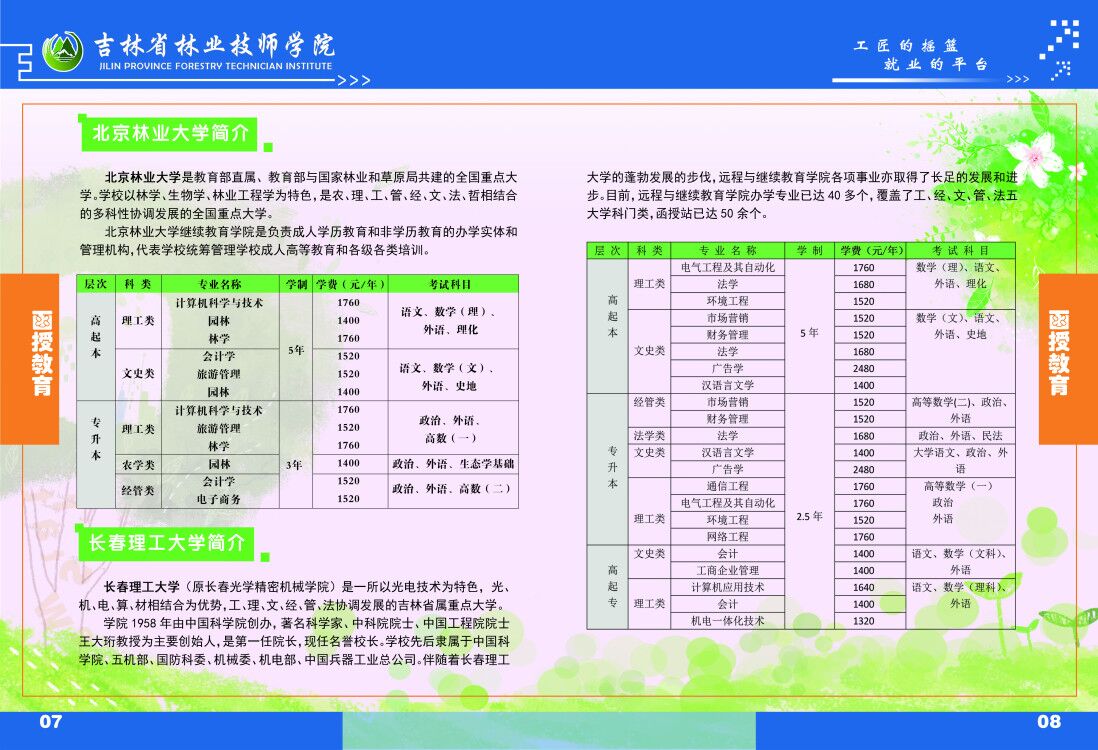 吉林省林业技师学院
JILIN PROVINCE FORESTRY TECHNICIAN INSTITUTE
工匠的摇篮
就业的平台
北京林业大学简介
北京林业大学是教育部直属、教育部与国家林业和草原局共建的全国重点大
学。学校以林学、生物学、林业工程学为特色，是农、理、工、管、经、文、法、哲相结合
的多科性协调发展的全国重点大学。
北京林业大学继续教育学院是负责成人学历教育和非学历教育的办学实体和
管理机构，代表学校统筹管理学校成人高等教育和各级各类培训。
层次 科 类 专业名称 学制 学费（元/年） 考试科目
高起本 理工类 计算机科学与技术 5年 1760 语文、数学（理）、
园林 1400 外语、理化
林学 1760
文史类 会计学 1520 语文、数学（文）、
旅游管理 1520 外语、史地
园林 1400
专升本 理工类 计算机科学与技术 3年 1760 政治、外语、
旅游管理 1520 高数（一）
林学 1760
农学类 园林 1400 政治、外语、生态学基础
经管类 会计学 1520 政治、外语、高数（二）
电子商务 1520
长春理工大学简介
长春理工大学（原长春光学精密机械学院）是一所以光电技术为特色，光、
机、电、算、材相结合为优势，工、理、文、经、管、法协调发展的吉林省属重点大学。
学院 1958 年由中国科学院创办，著名科学家、中科院院士、中国工程院院士
王大珩教授为主要创始人，是第一任院长，现任名誉校长。学校先后隶属于中国科
学院、五机部、国防科委、机械委、机电部、中国兵器工业总公司。伴随着长春理工
函授教育
07
大学的蓬勃发展的步伐，远程与继续教育学院各项事业亦取得了长足的发展和进
步。目前，远程与继续教育学院办学专业已达 40 多个，覆盖了工、经、文、管、法五
大学科门类，函授站已达 50 余个。
层 次 科 类 专 业 名 称 学 制 学费（元/年） 考 试 科 目
高起本 理工类 电气工程及其自动化 5 年 1760 数学（理）、语文、
法学 1680 外语、理化
环境工程 1520
文史类 市场营销 1520 数学（文）、语文、
财务管理 1520 外语、史地
法学 1680
广告学 2480
汉语言文学 1400
专升本 经管类 市场营销 2.5 年 1520 高等数学(二)、政治、
财务管理 1520 外语
法学类 法学 1680 政治、外语、民法
文史类 汉语言文学 1400 大学语文、政治、外
广告学 2480 语
理工类 通信工程 1760 高等数学（一）
电气工程及其自动化 1760 政治
环境工程 1520 外语
网络工程 1760
高起专 文史类 会计 1400 语文、数学（文科）、
工商企业管理 1400 外语
理工类 计算机应用技术 1640 语文、数学（理科）、
会计 1400 外语
机电一体化技术 1320
函授教育
08